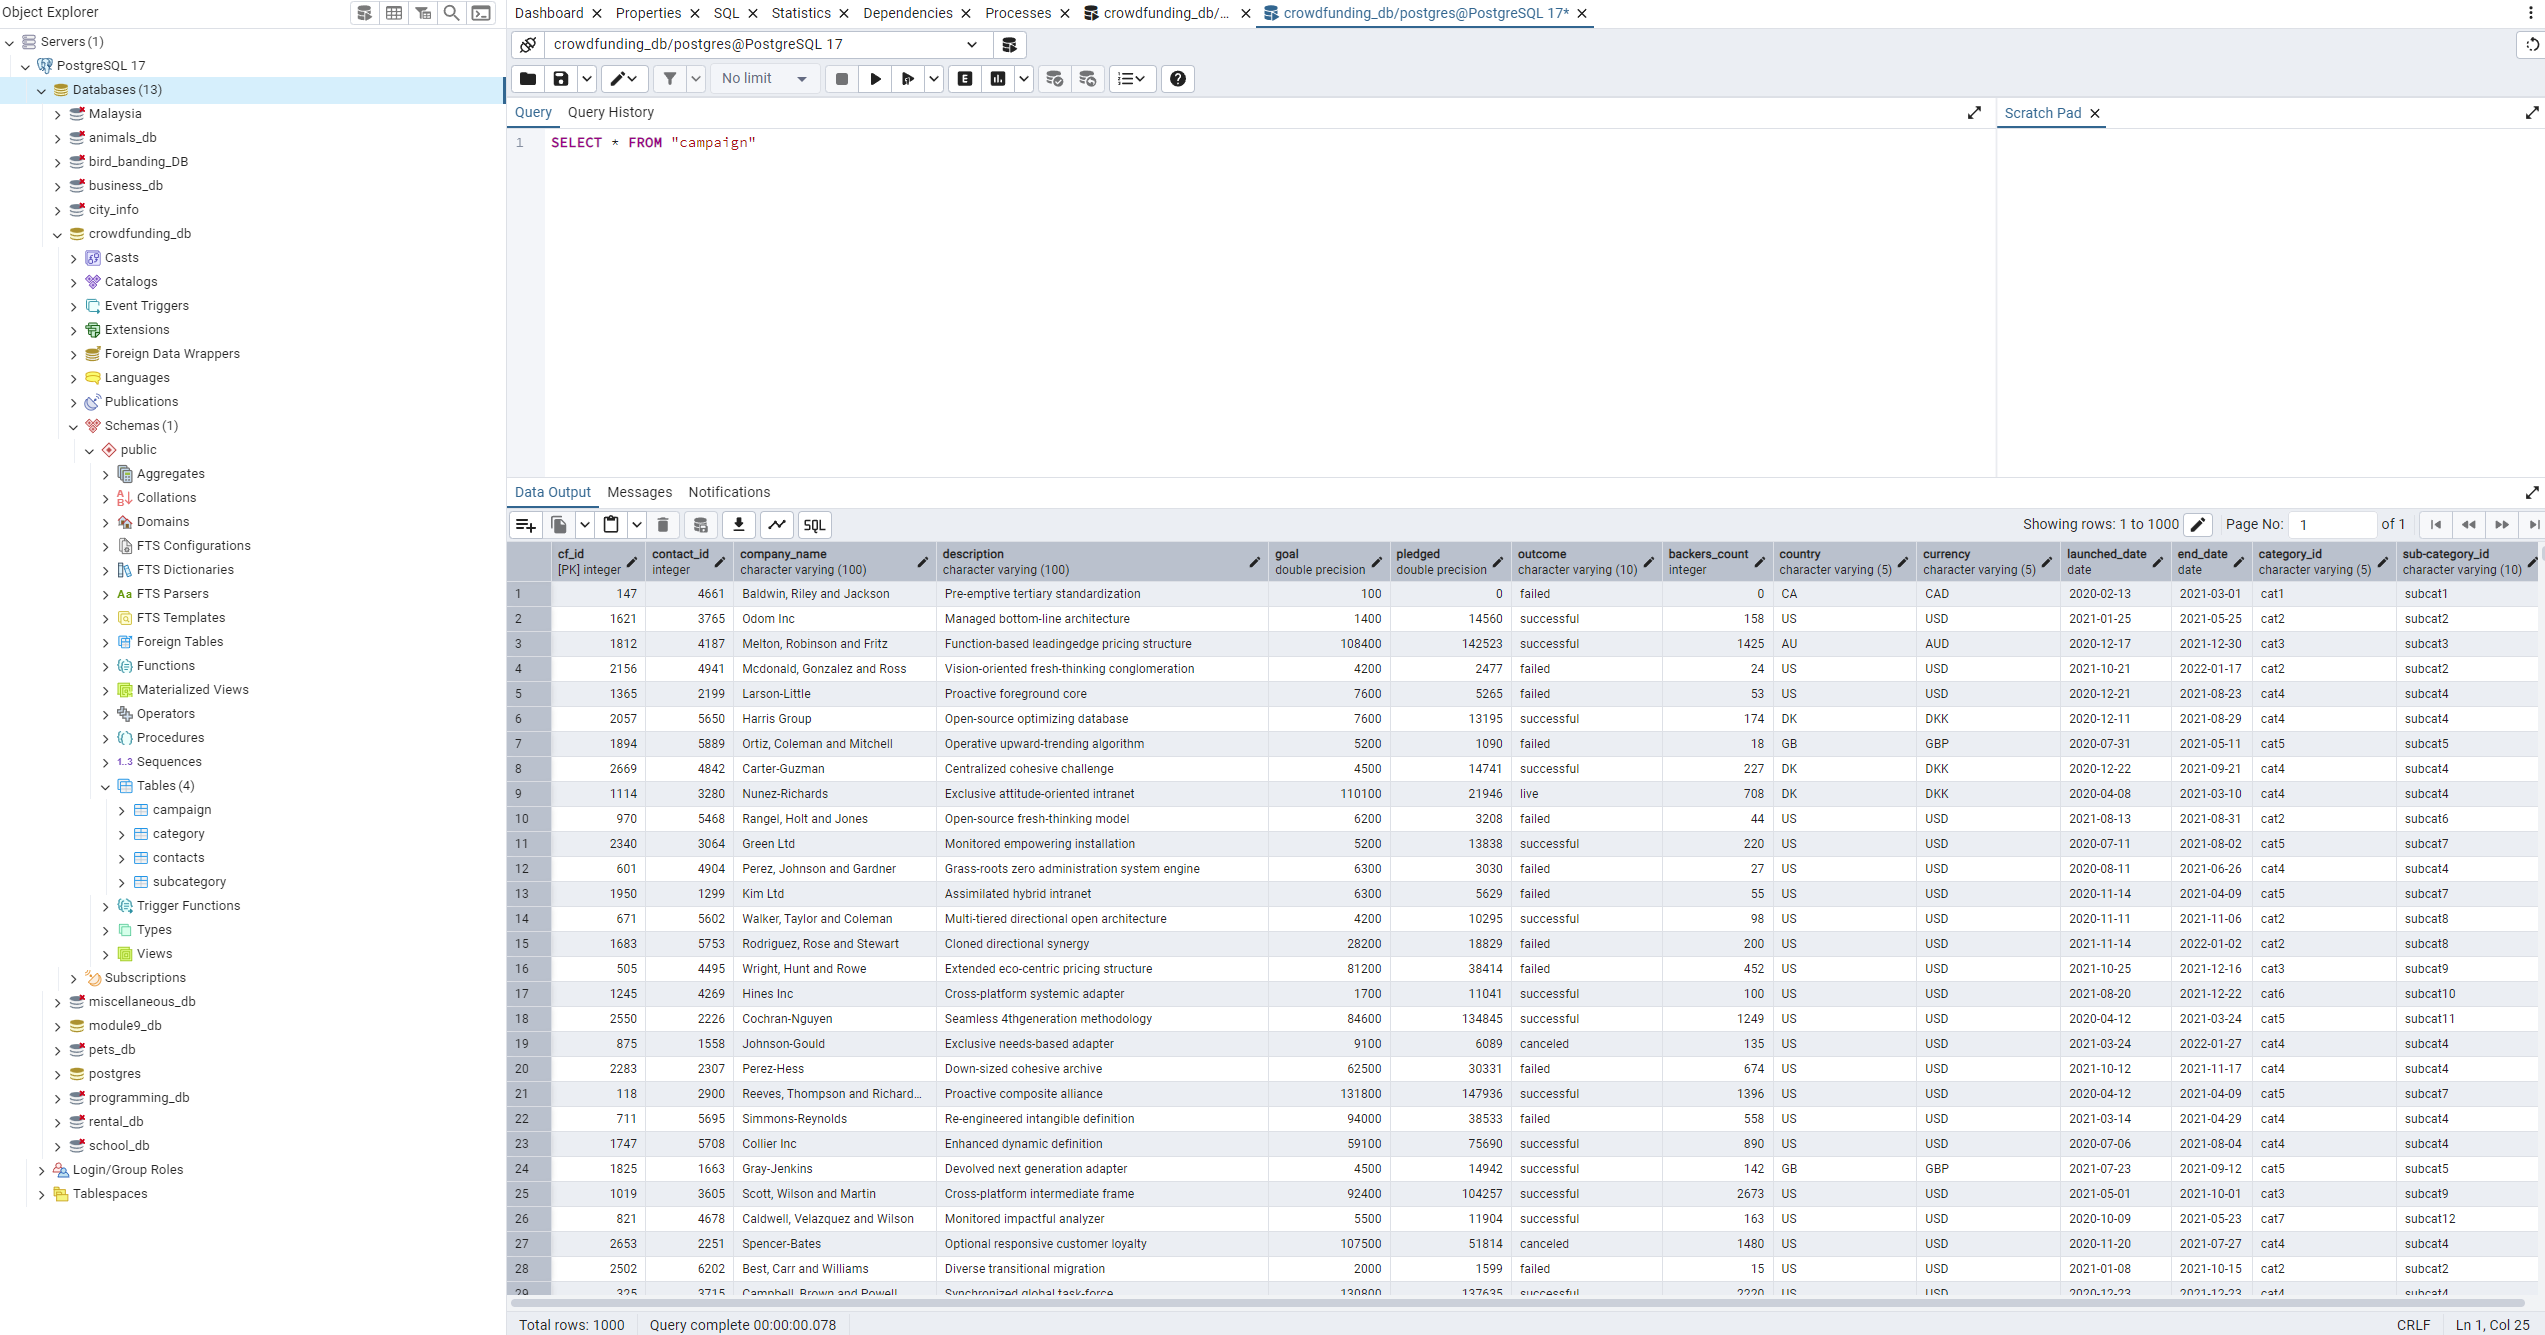 Object Explorer
Servers (1)
PostgreSQL 17
Databases (13)
Malaysia
animals_db
bird_banding_DB
business_db
city_info
crowdfunding_db
Casts
Catalogs
Event Triggers
Extensions
Foreign Data Wrappers
Languages
Publications
Schemas (1)
public
Aggregates
Collations
Domains
FTS Configurations
FTS Dictionaries
Aa FTS Parsers
FTS Templates
Foreign Tables
Functions
Materialized Views
Operators
Procedures
1..3 Sequences
Tables (4)
campaign
category
contacts
subcategory
Trigger Functions
Types
Views
Subscriptions
miscellaneous_db
module9_db
pets_db
postgres
programming_db
rental_db
school_db
Login/Group Roles
Tablespaces
Dashboard Properties SQL Statistics Dependencies Processes crowdfunding_db/... crowdfunding_db/postgres@PostgreSQL 17*
crowdfunding_db/postgres@PostgreSQL 17
No limit E
Query Query History
Scratch Pad
1 SELECT * FROM "campaign"
Data Output Messages Notifications
SQL Showing rows: 1 to 1000 Page No: 1 of 1
cf_id contact_id company_name description goal pledged outcome backers_count country currency launched_date end_date category_id sub-category_id
[PK] integer integer character varying (100) character varying (100) double precision double precision character varying (10) integer character varying (5) character varying (5) date date character varying (5) character varying (10)
1 147 4661 Baldwin, Riley and Jackson Pre-emptive tertiary standardization 100 0 failed 0 CA CAD 2020-02-13 2021-03-01 cat1 subcat1
2 1621 3765 Odom Inc Managed bottom-line architecture 1400 14560 successful 158 US USD 2021-01-25 2021-05-25 cat2 subcat2
3 1812 4187 Melton, Robinson and Fritz Function-based leadingedge pricing structure 108400 142523 successful 1425 AU AUD 2020-12-17 2021-12-30 cat3 subcat3
4 2156 4941 Mcdonald, Gonzalez and Ross Vision-oriented fresh-thinking conglomeration 4200 2477 failed 24 US USD 2021-10-21 2022-01-17 cat2 subcat2
5 1365 2199 Larson-Little Proactive foreground core 7600 5265 failed 53 US USD 2020-12-21 2021-08-23 cat4 subcat4
6 2057 5650 Harris Group Open-source optimizing database 7600 13195 successful 174 DK DKK 2020-12-11 2021-08-29 cat4 subcat4
7 1894 5889 Ortiz, Coleman and Mitchell Operative upward-trending algorithm 5200 1090 failed 18 GB GBP 2020-07-31 2021-05-11 cat5 subcat5
8 2669 4842 Carter-Guzman Centralized cohesive challenge 4500 14741 successful 227 DK DKK 2020-12-22 2021-09-21 cat4 subcat4
9 1114 3280 Nunez-Richards Exclusive attitude-oriented intranet 110100 21946 live 708 DK DKK 2020-04-08 2021-03-10 cat4 subcat4
10 970 5468 Rangel, Holt and Jones Open-source fresh-thinking model 6200 3208 failed 44 US USD 2021-08-13 2021-08-31 cat2 subcat6
11 2340 3064 Green Ltd Monitored empowering installation 5200 13838 successful 220 US USD 2020-07-11 2021-08-02 cat5 subcat7
12 601 4904 Perez, Johnson and Gardner Grass-roots zero administration system engine 6300 3030 failed 27 US USD 2020-08-11 2021-06-26 cat4 subcat4
13 1950 1299 Kim Ltd Assimilated hybrid intranet 6300 5629 failed 55 US USD 2020-11-14 2021-04-09 cat5 subcat7
14 671 5602 Walker, Taylor and Coleman Multi-tiered directional open architecture 4200 10295 successful 98 US USD 2020-11-11 2021-11-06 cat2 subcat8
15 1683 5753 Rodriguez, Rose and Stewart Cloned directional synergy 28200 18829 failed 200 US USD 2021-11-14 2022-01-02 cat2 subcat8
16 505 4495 Wright, Hunt and Rowe Extended eco-centric pricing structure 81200 38414 failed 452 US USD 2021-10-25 2021-12-16 cat3 subcat9
17 1245 4269 Hines Inc Cross-platform systemic adapter 1700 11041 successful 100 US USD 2021-08-20 2021-12-22 cat6 subcat10
18 2550 2226 Cochran-Nguyen Seamless 4thgeneration methodology 84600 134845 successful 1249 US USD 2020-04-12 2021-03-24 cat5 subcat11
19 875 1558 Johnson-Gould Exclusive needs-based adapter 9100 6089 canceled 135 US USD 2021-03-24 2022-01-27 cat4 subcat4
20 2283 2307 Perez-Hess Down-sized cohesive archive 62500 30331 failed 674 US USD 2021-10-12 2021-11-17 cat4 subcat4
21 118 2900 Reeves, Thompson and Richard... Proactive composite alliance 131800 147936 successful 1396 US USD 2020-04-12 2021-04-09 cat5 subcat7
22 711 5695 Simmons-Reynolds Re-engineered intangible definition 94000 38533 failed 558 US USD 2021-03-14 2021-04-29 cat4 subcat4
23 1747 5708 Collier Inc Enhanced dynamic definition 59100 75690 successful 890 US USD 2020-07-06 2021-08-04 cat4 subcat4
24 1825 1663 Gray-Jenkins Devolved next generation adapter 4500 14942 successful 142 GB GBP 2021-07-23 2021-09-12 cat5 subcat5
25 1019 3605 Scott, Wilson and Martin Cross-platform intermediate frame 92400 104257 successful 2673 US USD 2021-05-01 2021-10-01 cat3 subcat9
26 821 4678 Caldwell, Velazquez and Wilson Monitored impactful analyzer 5500 11904 successful 163 US USD 2020-10-09 2021-05-23 cat7 subcat12
27 2653 2251 Spencer-Bates Optional responsive customer loyalty 107500 51814 canceled 1480 US USD 2020-11-20 2021-07-27 cat4 subcat4
28 2502 6202 Best, Carr and Williams Diverse transitional migration 2000 1599 failed 15 US USD 2021-01-08 2021-10-15 cat2 subcat2
29 325 3715 Campbell, Brown and Powell Synchronized global task-force 130800 137635 successful 2220 US USD 2020-12-23 2021-12-23 cat4 subcat4
Total rows: 1000 Query complete 00:00:00.078 CRLF Ln 1, Col 25